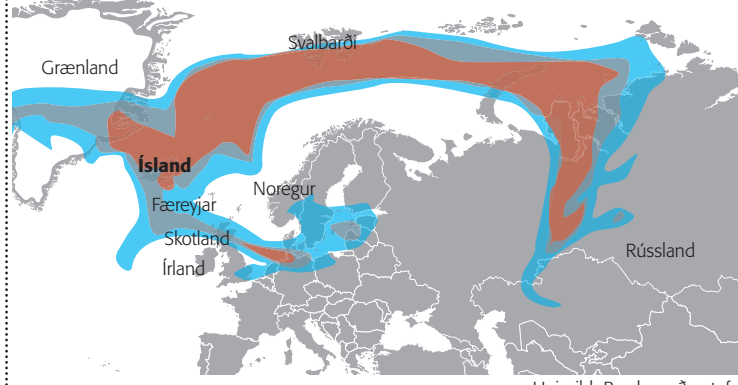 Svalbarði
Grænland
Ísland
Noregur
Færeyjar
Skotland
Írland
Rússland